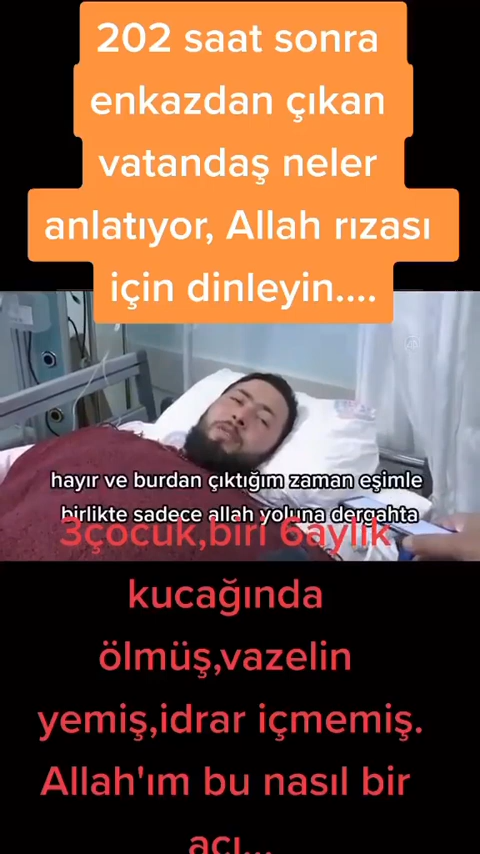 202 saat sonra
enkazdan çıkan
vatandaş neler
anlatıyor, Allah rızası
için dinleyin....
hayır ve burdan çıktığım zaman eşimle
birlikte sadece allah yoluna dergahta
3çocuk,biri 6aylık
kucağında
ölmüş,vazelin
yemiş,idrar içmemiş.
Allah'ım bu nasıl bir
acı...